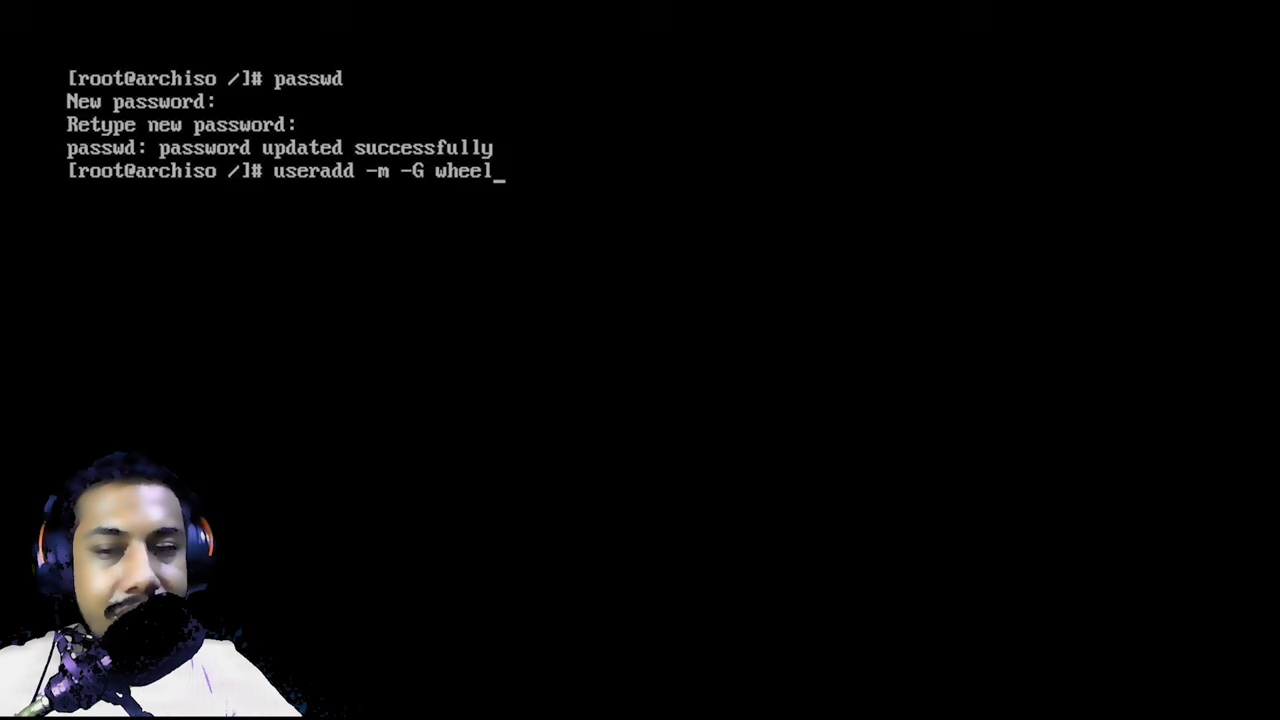 [root@archiso /]# passwd
New password:
Retype new password:
passwd: password updated successfully
[root@archiso /]# useradd -m -G wheel_